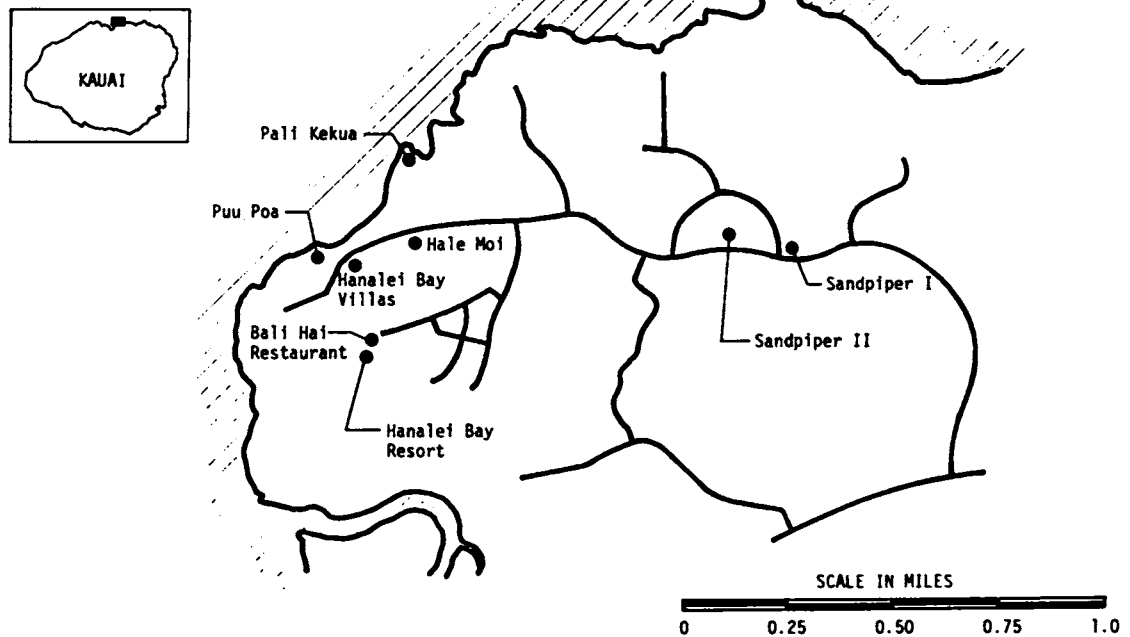 KAUAI
Pali Kekua
Puu Poa
Hale Moi
Hanalei Bay
Villas
Sandpiper I
Bali Hai
Restaurant
Sandpiper II
Hanalei Bay
Resort
SCALE IN MILES
0 0.25 0.50 0.75 1.0